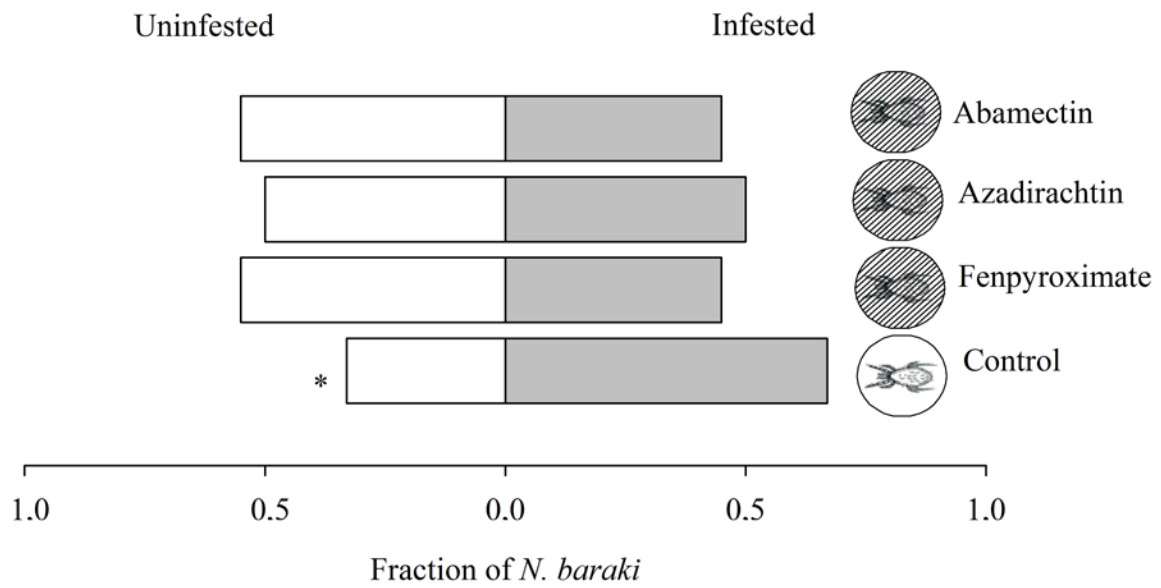 Uninfested Infested
Abamectin
Azadirachtin
Fenpyroximate
* Control
1.0 0.5 0.0 0.5 1.0
Fraction of N. baraki